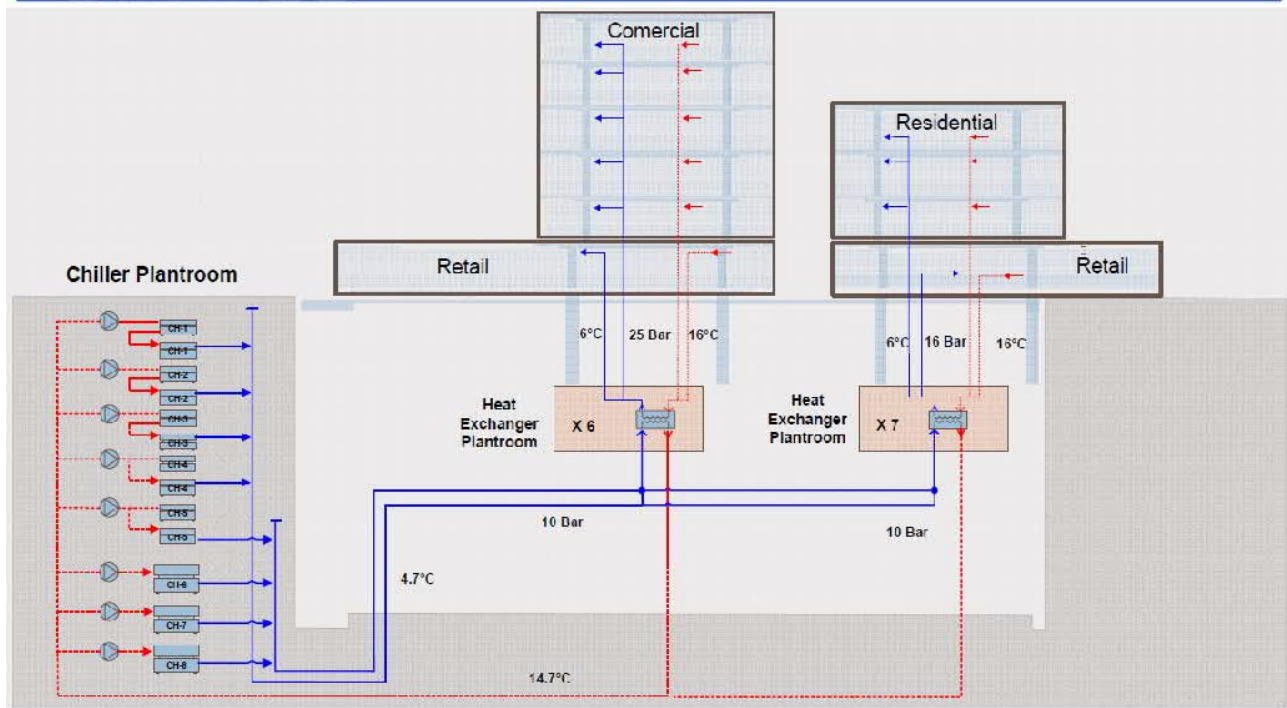 Comercial
Residential
Retail
Retail
Chiller Plantroom
CH-1
CH-1
CH-2
CH-2
CH-3
CH-3
CH-4
CH-4
CH-5
CH-5
CH-6
CH-7
CH-8
6°C
25 Bar
16°C
6°C
16 Bar
16°C
Heat
Exchanger
Plantroom
X 6
Heat
Exchanger
Plantroom
X 7
10 Bar
10 Bar
4.7°C
14.7°C